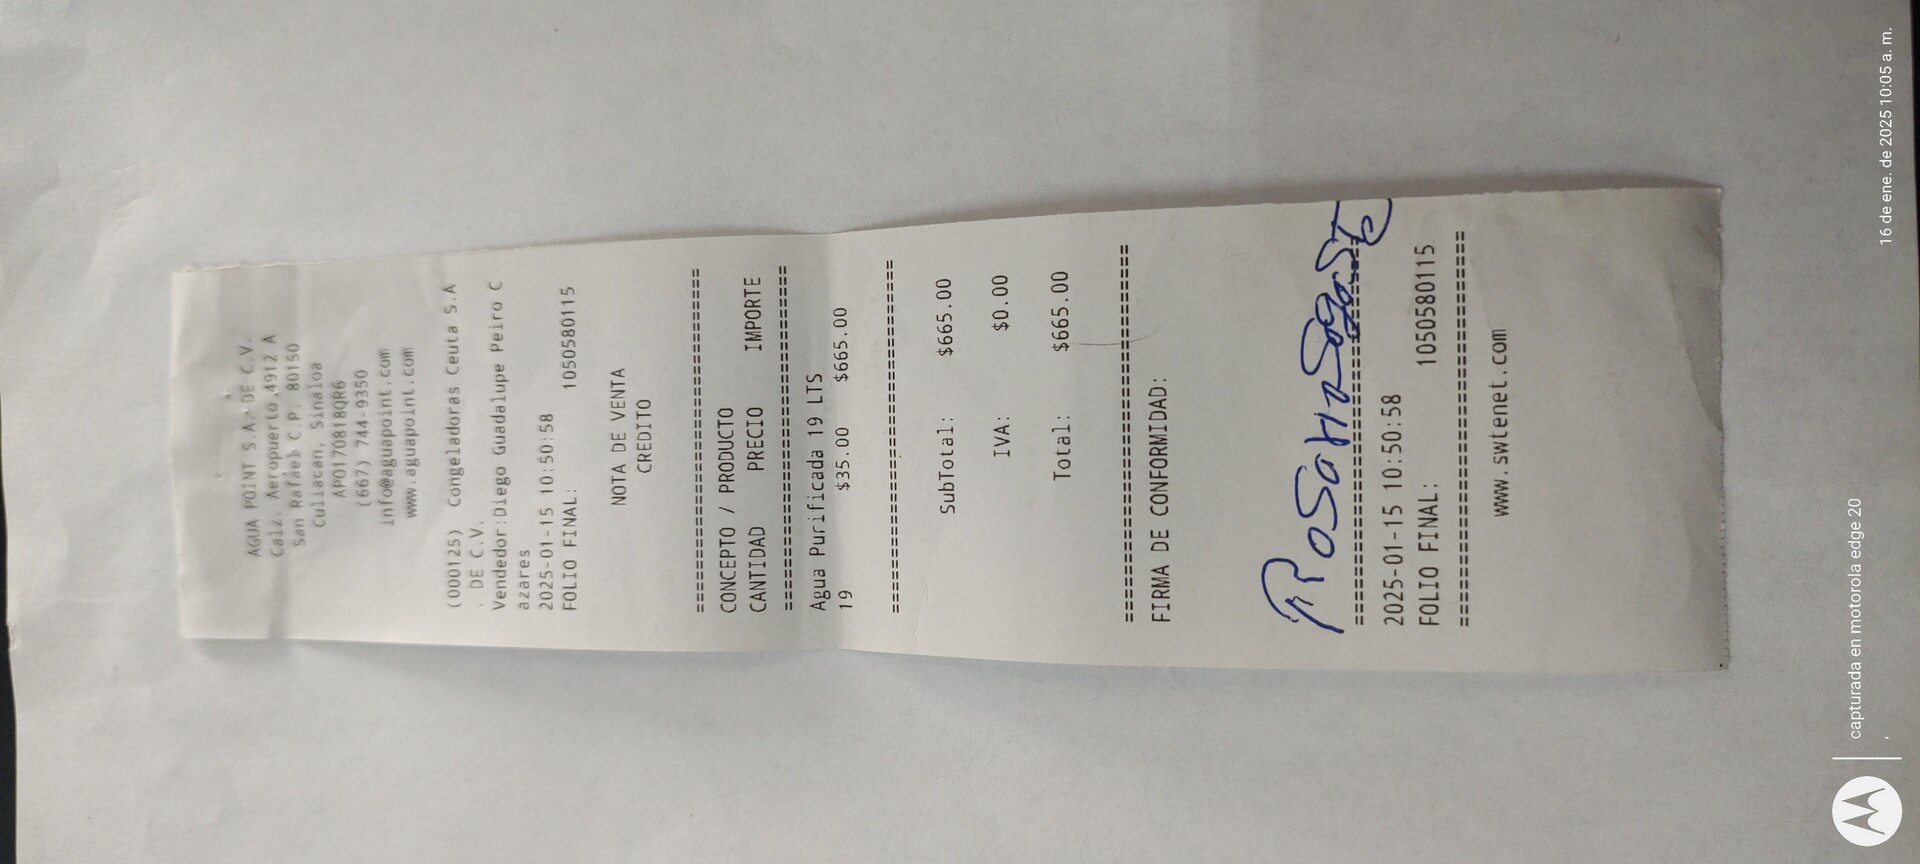 AGUA POINT S.A. DE C.V.
Calz. Aeropuerto,4912 A
San Rafael C.P. 80150
Culiacan, Sinaloa
APO170818QR6
(667) 744-9350
info@aguapoint.com
www.aguapoint.com
(000125) Congeladoras Ceuta S.A
. DE C.V.
Vendedor:Diego Guadalupe Peiro C
azares
2025-01-15 10:50:58
FOLIO FINAL: 1050580115
NOTA DE VENTA
CREDITO
================================
CONCEPTO / PRODUCTO
CANTIDAD PRECIO IMPORTE
================================
Agua Purificada 19 LTS
19 $35.00 $665.00
================================
SubTotal: $665.00
IVA: $0.00
Total: $665.00
================================
FIRMA DE CONFORMIDAD:
================================
2025-01-15 10:50:58
FOLIO FINAL: 1050580115
================================
www.swtenet.com
capturada en motorola edge 20
16 de ene. de 2025 10:05 a. m.